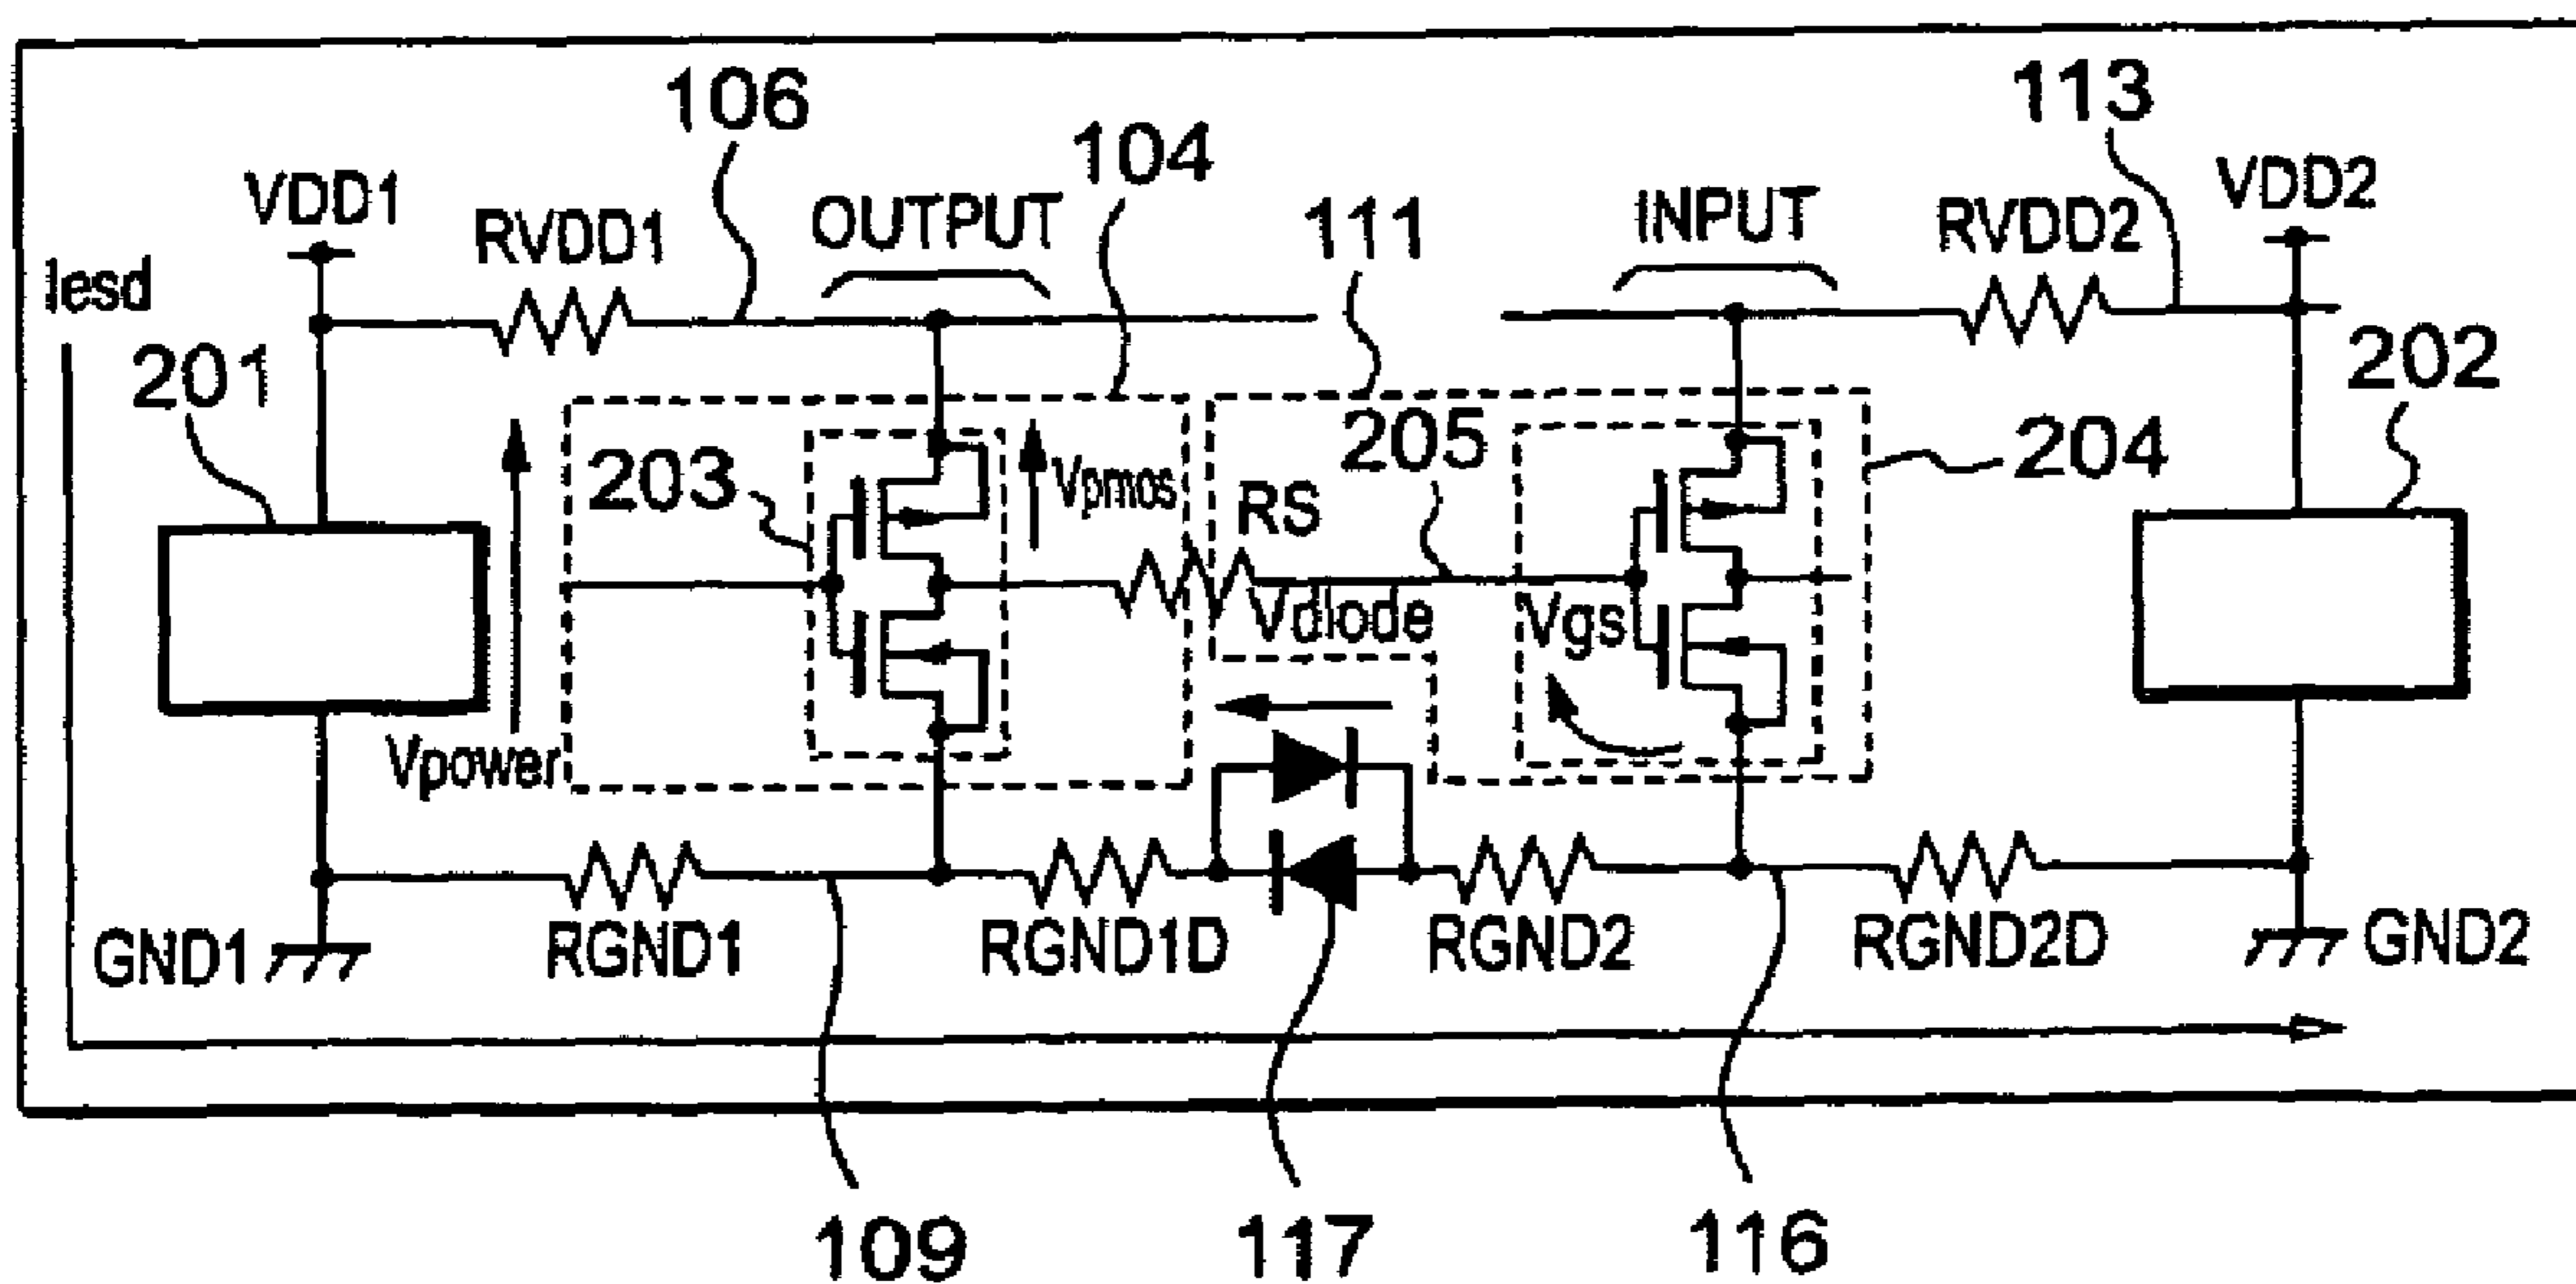 106
113
104
VDD1
VDD2
RVDD1
OUTPUT
111
INPUT
RVDD2
Iesd
201
202
203
Vpmos
205
204
RS
Vdiode
Vgs
Vpower
GND1
RGND1
RGND1D
RGND2
RGND2D
GND2
109
117
116